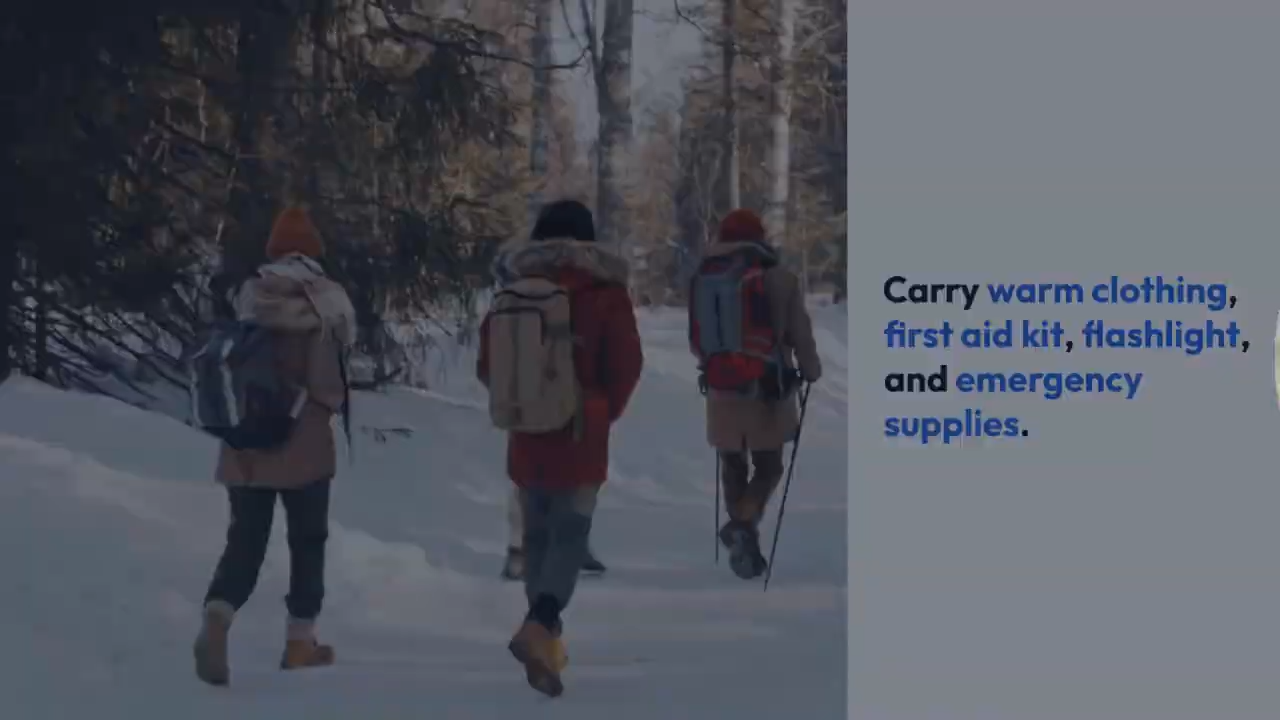 Carry warm clothing,
first aid kit, flashlight,
and emergency
supplies.